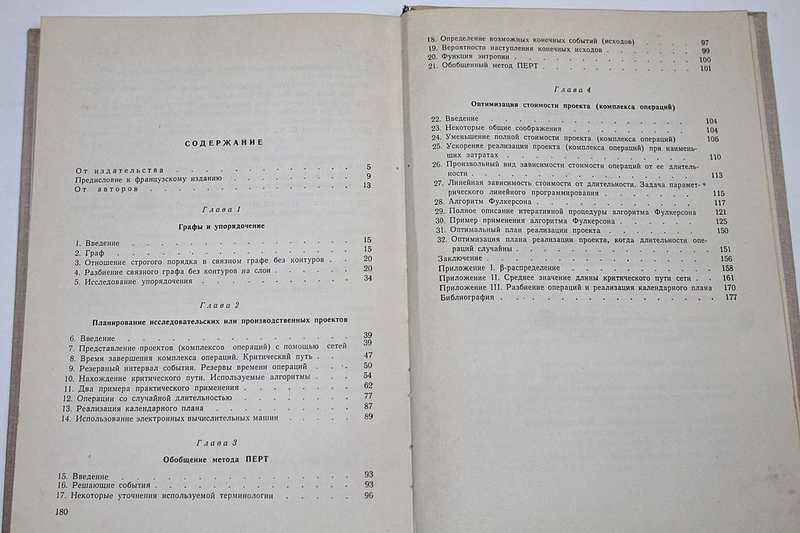 СОДЕРЖАНИЕ
От издательства . . . . . . . . . . . . 5
Предисловие к французскому изданию . . . . . . . . 9
От авторов . . . . . . . . . . . . . 13
Глава 1
Графы и упорядочение
1. Введение . . . . . . . . . . . . . 15
2. Граф . . . . . . . . . . . . . . 15
3. Отношение строгого порядка в связном графе без контуров . . 20
4. Разбиение связного графа без контуров на слои . . . . . 20
5. Исследование упорядочения . . . . . . . . . 34
Глава 2
Планирование исследовательских или производственных проектов
6. Введение . . . . . . . . . . . . . 39
7. Представление проектов (комплексов операций) с помощью сетей 39
8. Время завершения комплекса операций. Критический путь . . . 47
9. Резервный интервал события. Резервы времени операций . . . 50
10. Нахождение критического пути. Используемые алгоритмы . . . 54
11. Два примера практического применения . . . . . . . 62
12. Операции со случайной длительностью . . . . . . . 77
13. Реализация календарного плана . . . . . . . . . 87
14. Использование электронных вычислительных машин . . . . 89
Глава 3
Обобщение метода ПЕРТ
15. Введение . . . . . . . . . . . . . 93
16. Решающие события . . . . . . . . . . . . 93
17. Некоторые уточнения используемой терминологии . . . . . 96
180
18. Определение возможных конечных событий (исходов) . . . . 97
19. Вероятности наступления конечных исходов . . . . . . 99
20. Функция энтропии . . . . . . . . . . . 100
21. Обобщенный метод ПЕРТ . . . . . . . . . . 101
Глава 4
Оптимизация стоимости проекта (комплекса операций)
22. Введение . . . . . . . . . . . . . 104
23. Некоторые общие соображения . . . . . . . . . 104
24. Уменьшение полной стоимости проекта (комплекса операций) 106
25. Ускорение реализации проекта (комплекса операций) при наимень-
ших затратах . . . . . . . . . . . . 110
26. Произвольный вид зависимости стоимости операций от ее длитель-
ности . . . . . . . . . . . . . . 113
27. Линейная зависимость стоимости от длительности. Задача парамет-
рического линейного программирования . . . . . . . 115
28. Алгоритм Фулкерсона . . . . . . . . . . . 117
29. Полное описание итеративной процедуры алгоритма Фулкерсона 121
30. Пример применения алгоритма Фулкерсона . . . . . . 125
31. Оптимальный план реализации проекта . . . . . . . 150
32. Оптимизация плана реализации проекта, когда длительности опе-
раций случайны . . . . . . . . . . . . 151
Заключение . . . . . . . . . . . . . 156
Приложение I. β-распределение . . . . . . . . . 158
Приложение II. Среднее значение длины критического пути сети . . 161
Приложение III. Разбиение операций и реализация календарного плана 170
Библиография . . . . . . . . . . . . . 177